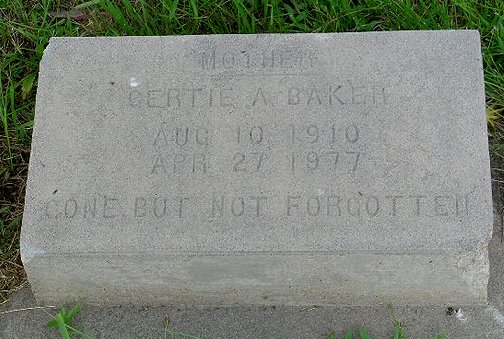 MOTHER
GERTIE A BAKER
AUG 10 1910
APR 27 1977
GONE BUT NOT FORGOTTEN